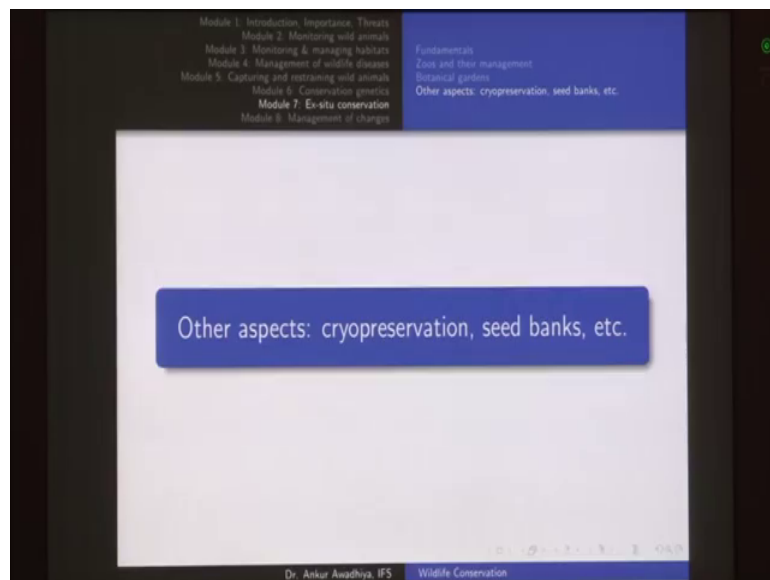 Module 1: Introduction, Importance, Threats
Module 2: Monitoring wild animals
Module 3: Monitoring & managing habitats
Module 4: Management of wildlife diseases
Module 5: Capturing and restraining wild animals
Module 6: Conservation genetics
Module 7: Ex-situ conservation
Module 8: Management of changes
Fundamentals
Zoos and their management
Botanical gardens
Other aspects: cryopreservation, seed banks, etc.
Other aspects: cryopreservation, seed banks, etc.
Dr. Ankur Awadhiya, IFS
Wildlife Conservation